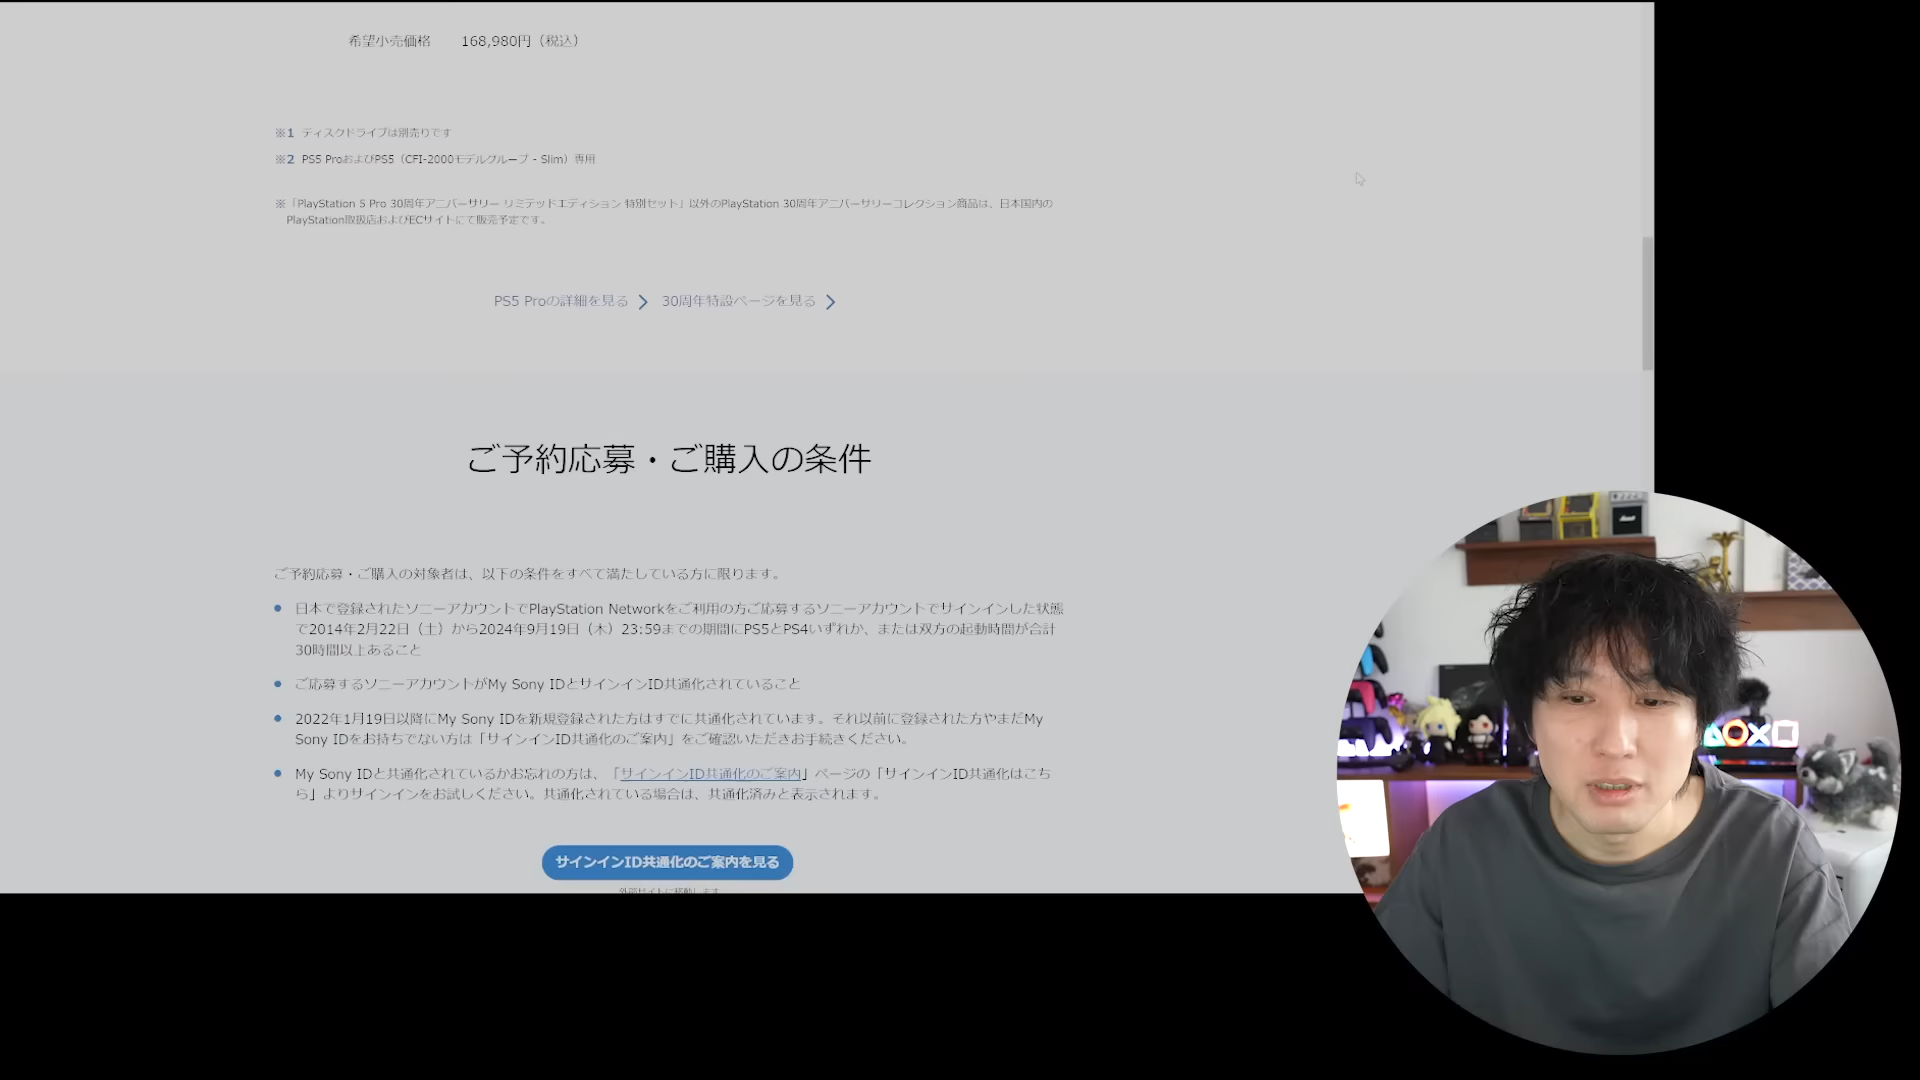 希望小売価格 168,980円（税込）
※1 ディスクドライブは別売りです
※2 PS5 ProおよびPS5（CFI-2000モデルグループ - Slim）専用
※「PlayStation 5 Pro 30周年アニバーサリー リミテッドエディション 特別セット」以外のPlayStation 30周年アニバーサリーコレクション商品は、日本国内の
PlayStation取扱店およびECサイトにて販売予定です。
PS5 Proの詳細を見る 30周年特設ページを見る
ご予約応募・ご購入の条件
ご予約応募・ご購入の対象者は、以下の条件をすべて満たしている方に限ります。
日本で登録されたソニーアカウントでPlayStation Networkをご利用の方ご応募するソニーアカウントでサインインした状態
で2014年2月22日（土）から2024年9月19日（木）23:59までの期間にPS5とPS4いずれか、または双方の起動時間が合計
30時間以上あること
ご応募するソニーアカウントがMy Sony IDとサインインID共通化されていること
2022年1月19日以降にMy Sony IDを新規登録された方はすでに共通化されています。それ以前に登録された方やまだMy
Sony IDをお持ちでない方は「サインインID共通化のご案内」をご確認いただきお手続きください。
My Sony IDと共通化されているかお忘れの方は、「サインインID共通化のご案内」ページの「サインインID共通化はこち
ら」よりサインインをお試しください。共通化されている場合は、共通化済みと表示されます。
サインインID共通化のご案内を見る
外部サイトに移動します
Marshall